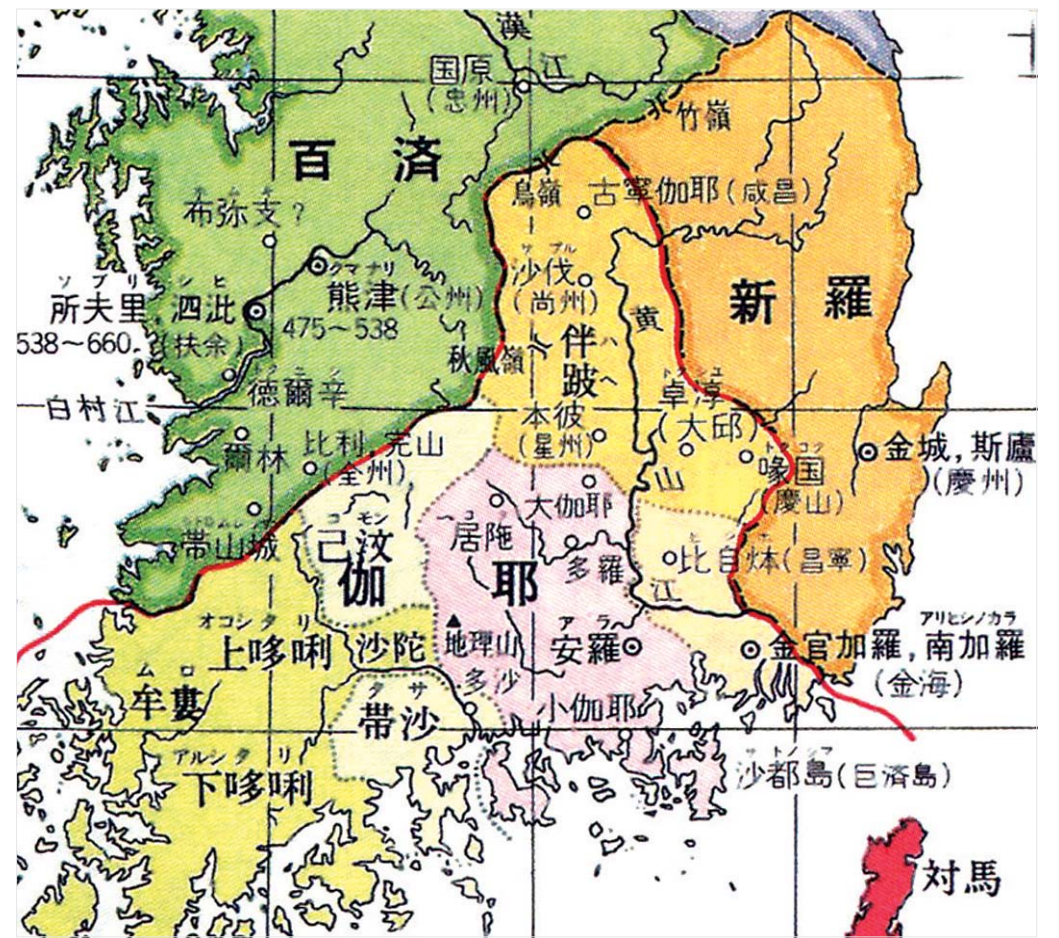 漢江
国原
(忠州)
竹嶺
百済
鳥嶺
古寧伽耶(咸昌)
布弥支?
サブル
沙伐
(尚州)
クマナリ
熊津(公州)
475~538
ソブリ
所夫里
シヒ
泗沘
538~660
(扶余)
新羅
黄山江
秋風嶺
伴跛
ハヘ
白村江
徳爾辛
本彼
(星州)
トクシユ
卓淳
(大邱)
爾林
比利,完山
(全州)
トクコク
喙国
(慶山)
金城,斯廬
(慶州)
大伽耶
帯山城
コモン
己汶
居陁
多羅
比自㶱(昌寧)
伽耶
オコシタリ
上哆唎
沙陀
地理山
アラ
安羅
アリヒシノカラ
金官加羅,南加羅
(金海)
ムロ
牟婁
多沙
タサ
帯沙
小伽耶
アルシタリ
下哆唎
サトノシマ
沙都島(巨済島)
対馬